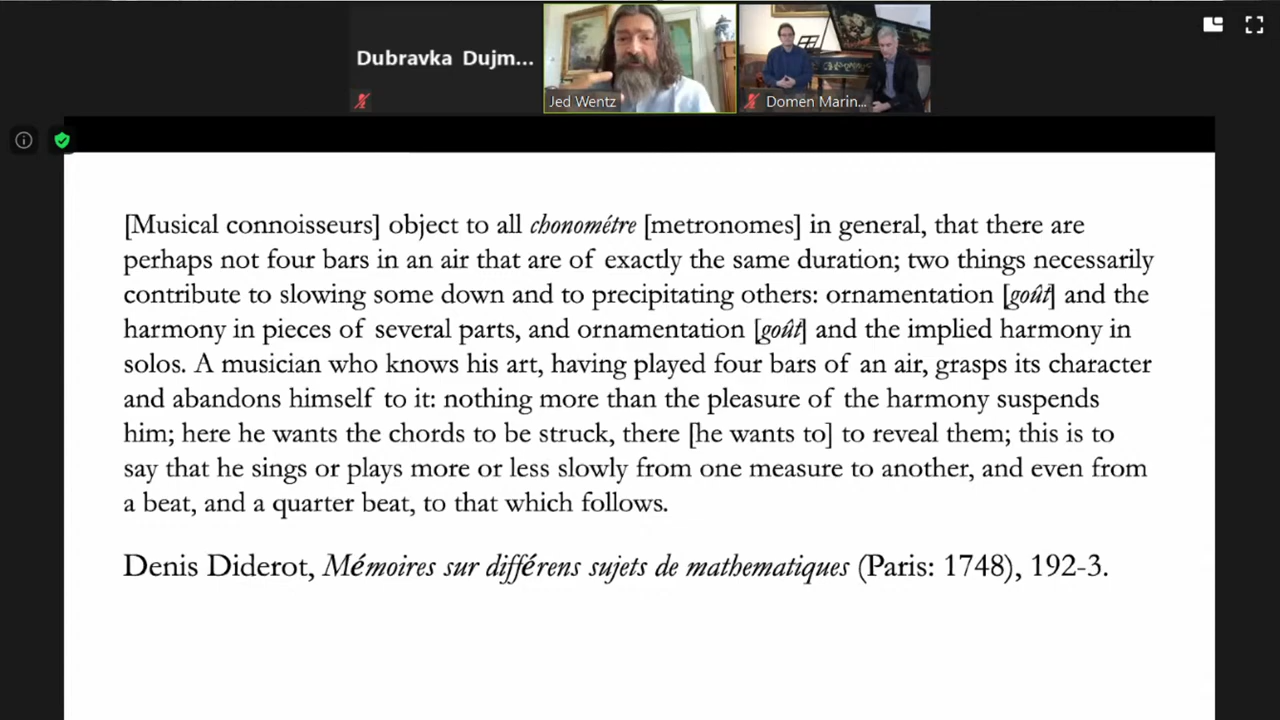 Dubravka Dujm...
Jed Wentz
Domen Marin...
[Musical connoisseurs] object to all chonométre [metronomes] in general, that there are
perhaps not four bars in an air that are of exactly the same duration; two things necessarily
contribute to slowing some down and to precipitating others: ornamentation [goût] and the
harmony in pieces of several parts, and ornamentation [goût] and the implied harmony in
solos. A musician who knows his art, having played four bars of an air, grasps its character
and abandons himself to it: nothing more than the pleasure of the harmony suspends
him; here he wants the chords to be struck, there [he wants to] to reveal them; this is to
say that he sings or plays more or less slowly from one measure to another, and even from
a beat, and a quarter beat, to that which follows.
Denis Diderot, Mémoires sur différens sujets de mathematiques (Paris: 1748), 192-3.